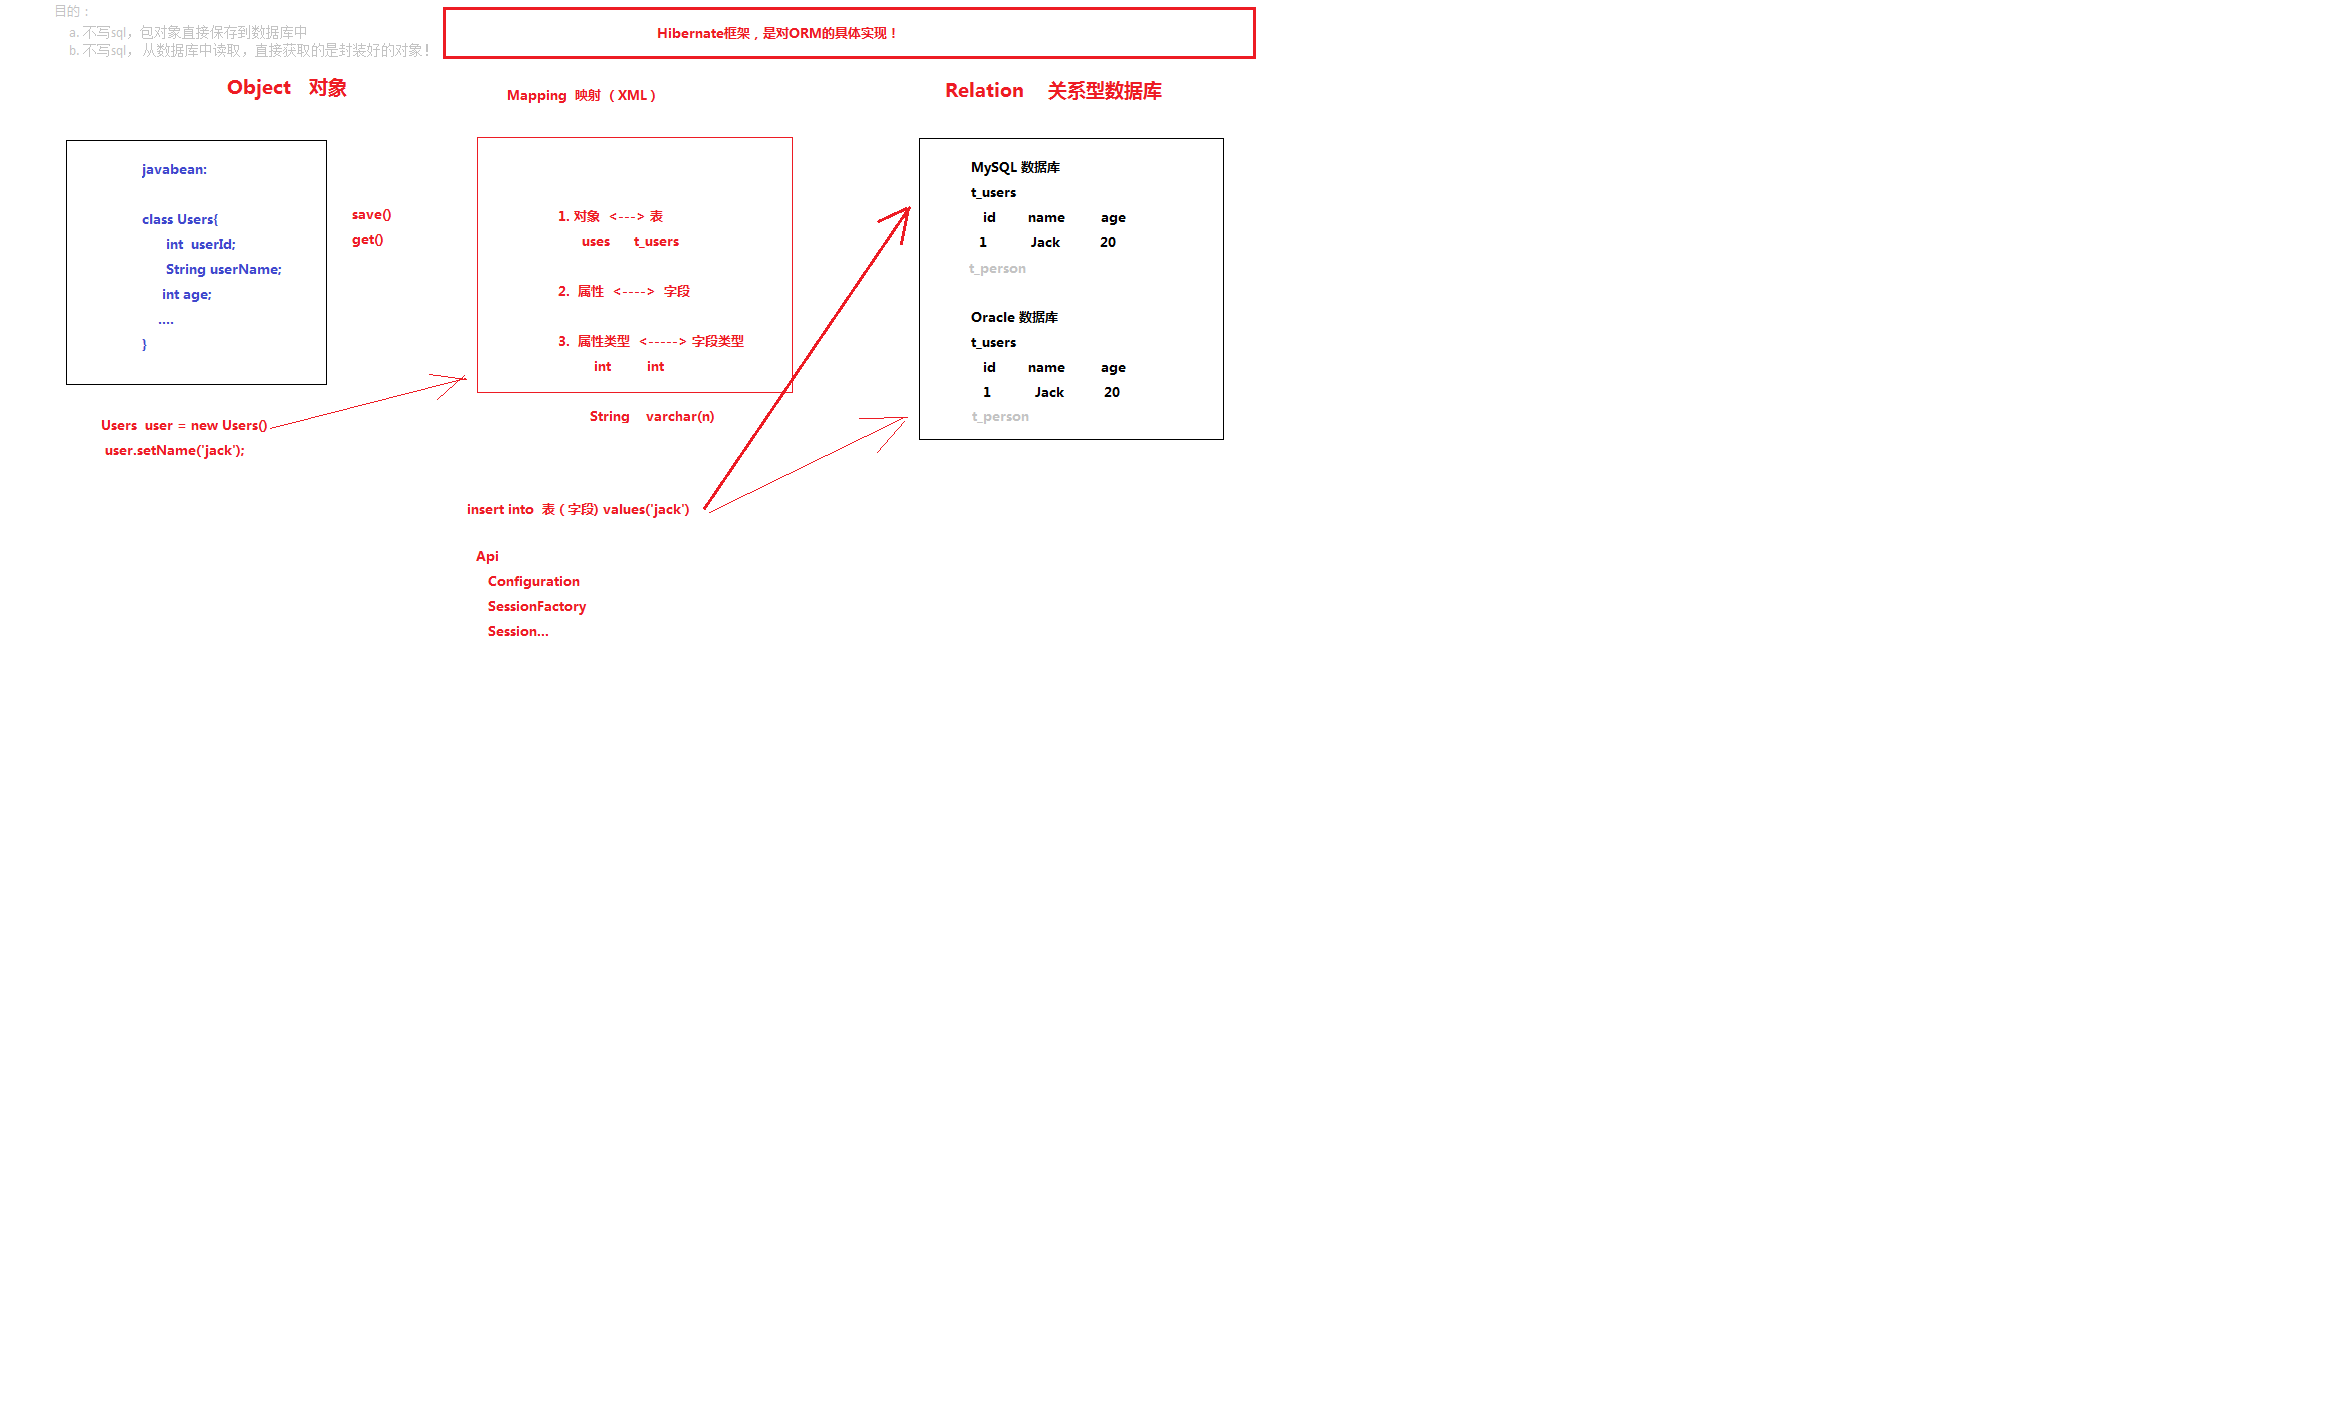 目的：
a. 不写sql，包对象直接保存到数据库中
b. 不写sql， 从数据库中读取，直接获取的是封装好的对象！
Hibernate框架，是对ORM的具体实现！
Object 对象
Mapping 映射 （XML）
Relation 关系型数据库
javabean:
class Users{
int userId;
String userName;
int age;
....
}
save()
get()
1. 对象 <---> 表
uses t_users
2. 属性 <----> 字段
3. 属性类型 <-----> 字段类型
int int
String varchar(n)
MySQL 数据库
t_users
id name age
1 Jack 20
t_person
Oracle 数据库
t_users
id name age
1 Jack 20
t_person
Users user = new Users()
user.setName('jack');
insert into 表（字段) values('jack')
Api
Configuration
SessionFactory
Session...